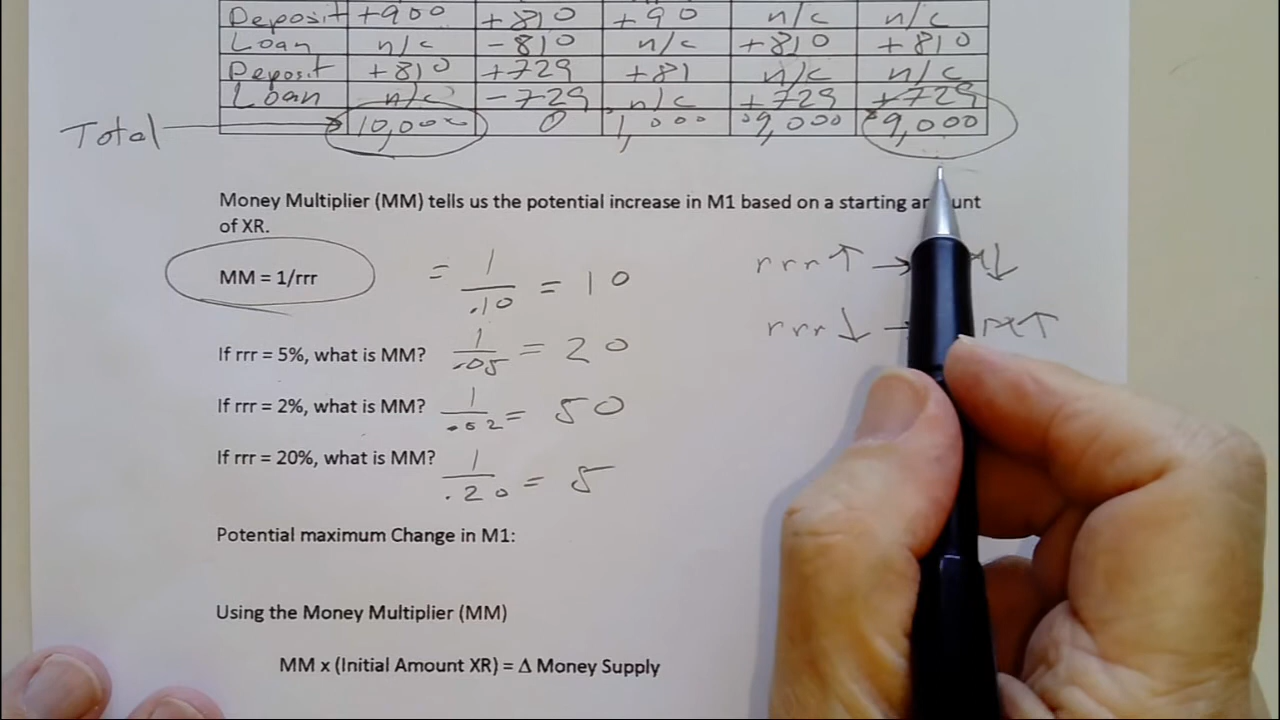 Deposit +900 +810 +90 n/c n/c
Loan n/c -810 n/c +810 +810
Deposit +810 +729 +81 n/c n/c
Loan n/c -729 n/c +729 +729
Total 10,000 0 1,000 9,000 9,000
Money Multiplier (MM) tells us the potential increase in M1 based on a starting
of XR.
MM = 1/rrr = 1/.10 = 10
rrr↑ →
If rrr = 5%, what is MM? 1/.05 = 20
rrr↓ →
If rrr = 2%, what is MM? 1/.02 = 50
If rrr = 20%, what is MM? 1/.20 = 5
Potential maximum Change in M1:
Using the Money Multiplier (MM)
MM x (Initial Amount XR) = Δ Money Supply